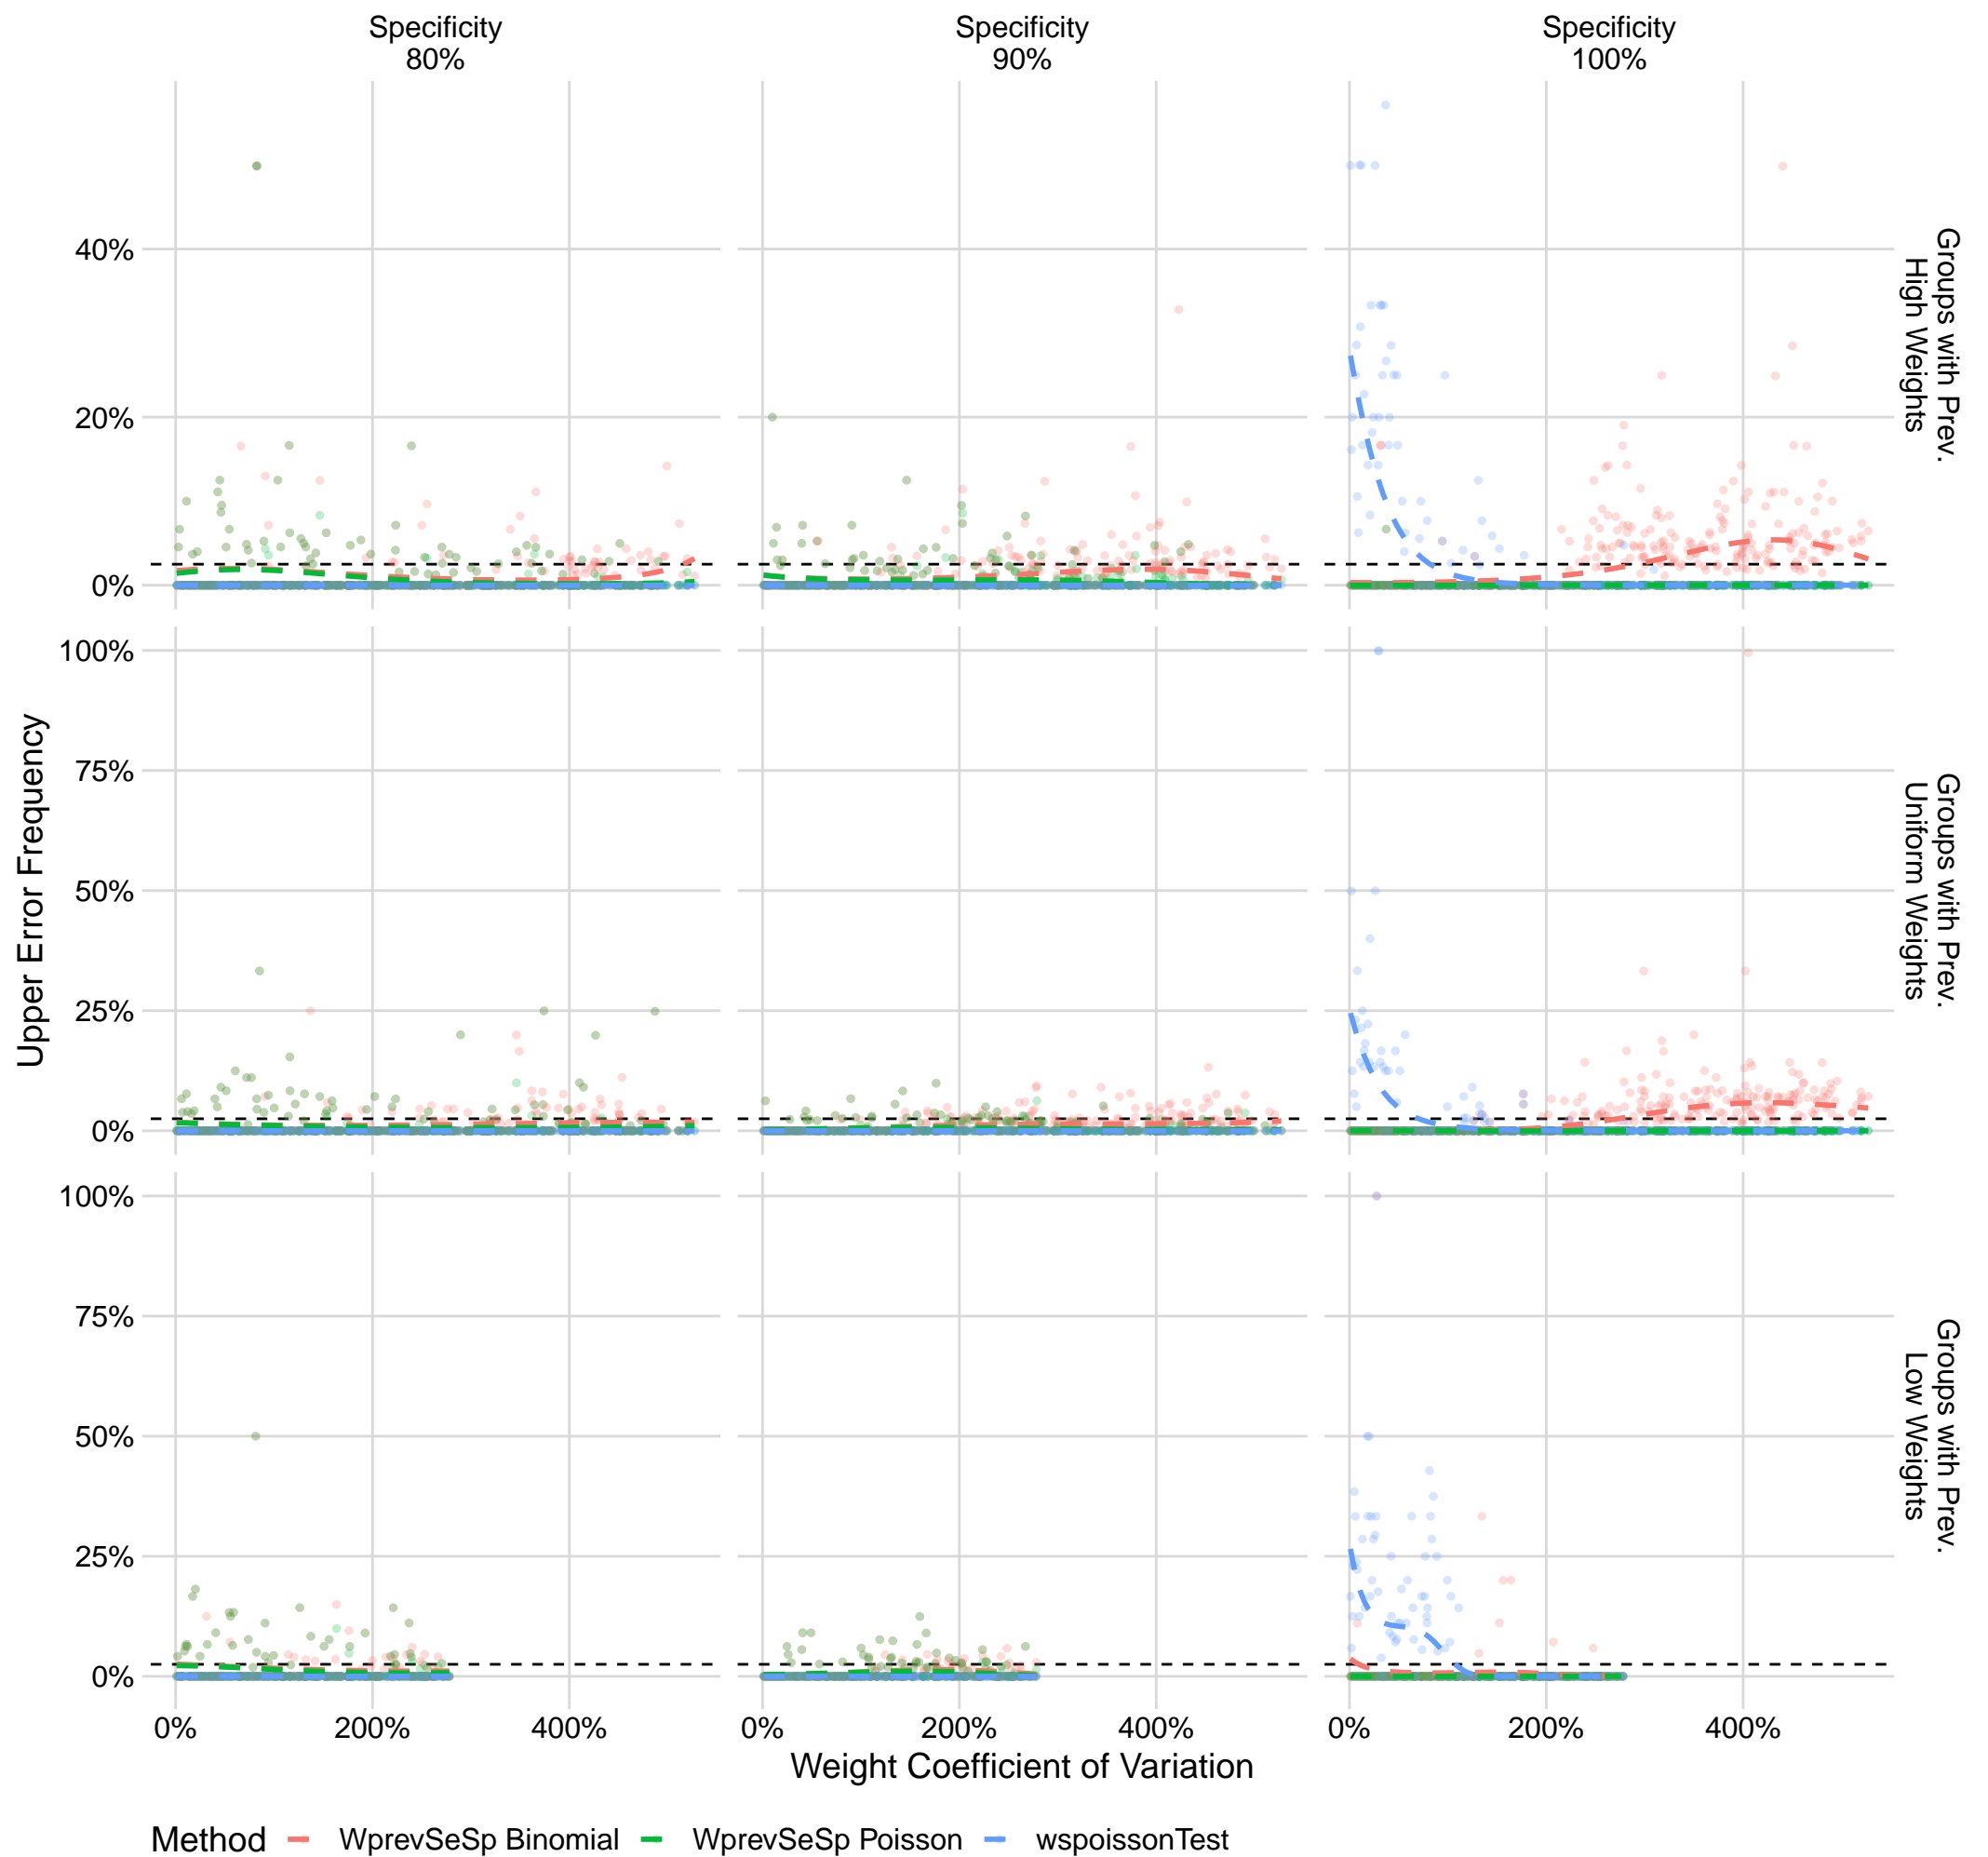 Specificity
80%
Specificity
90%
Specificity
100%
40%
20%
0%
Groups with Prev.
High Weights
100%
75%
50%
25%
0%
Groups with Prev.
Uniform Weights
100%
75%
50%
25%
0%
Groups with Prev.
Low Weights
Upper Error Frequency
0% 200% 400% 0% 200% 400% 0% 200% 400%
Weight Coefficient of Variation
Method WprevSeSp Binomial WprevSeSp Poisson wspoissonTest